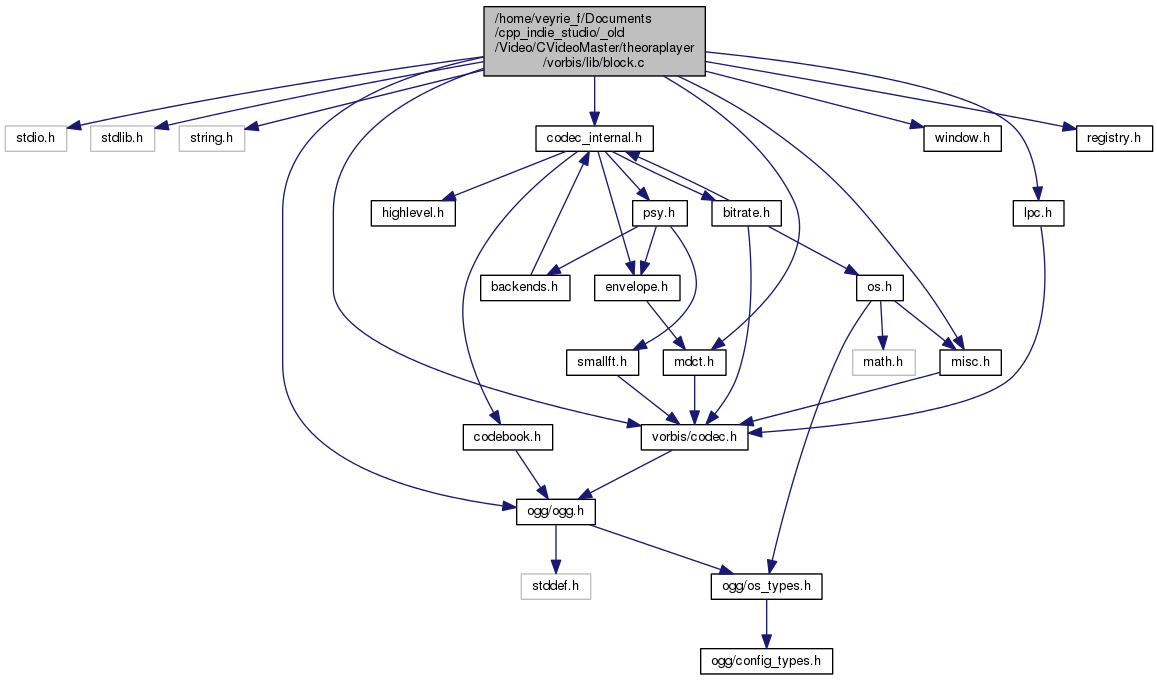 /home/veyrie_f/Documents
/cpp_indie_studio/_old
/Video/CVideoMaster/theoraplayer
/vorbis/lib/block.c
stdio.h
stdlib.h
string.h
codec_internal.h
window.h
registry.h
highlevel.h
psy.h
bitrate.h
lpc.h
backends.h
envelope.h
os.h
smallft.h
mdct.h
math.h
misc.h
codebook.h
vorbis/codec.h
ogg/ogg.h
stddef.h
ogg/os_types.h
ogg/config_types.h